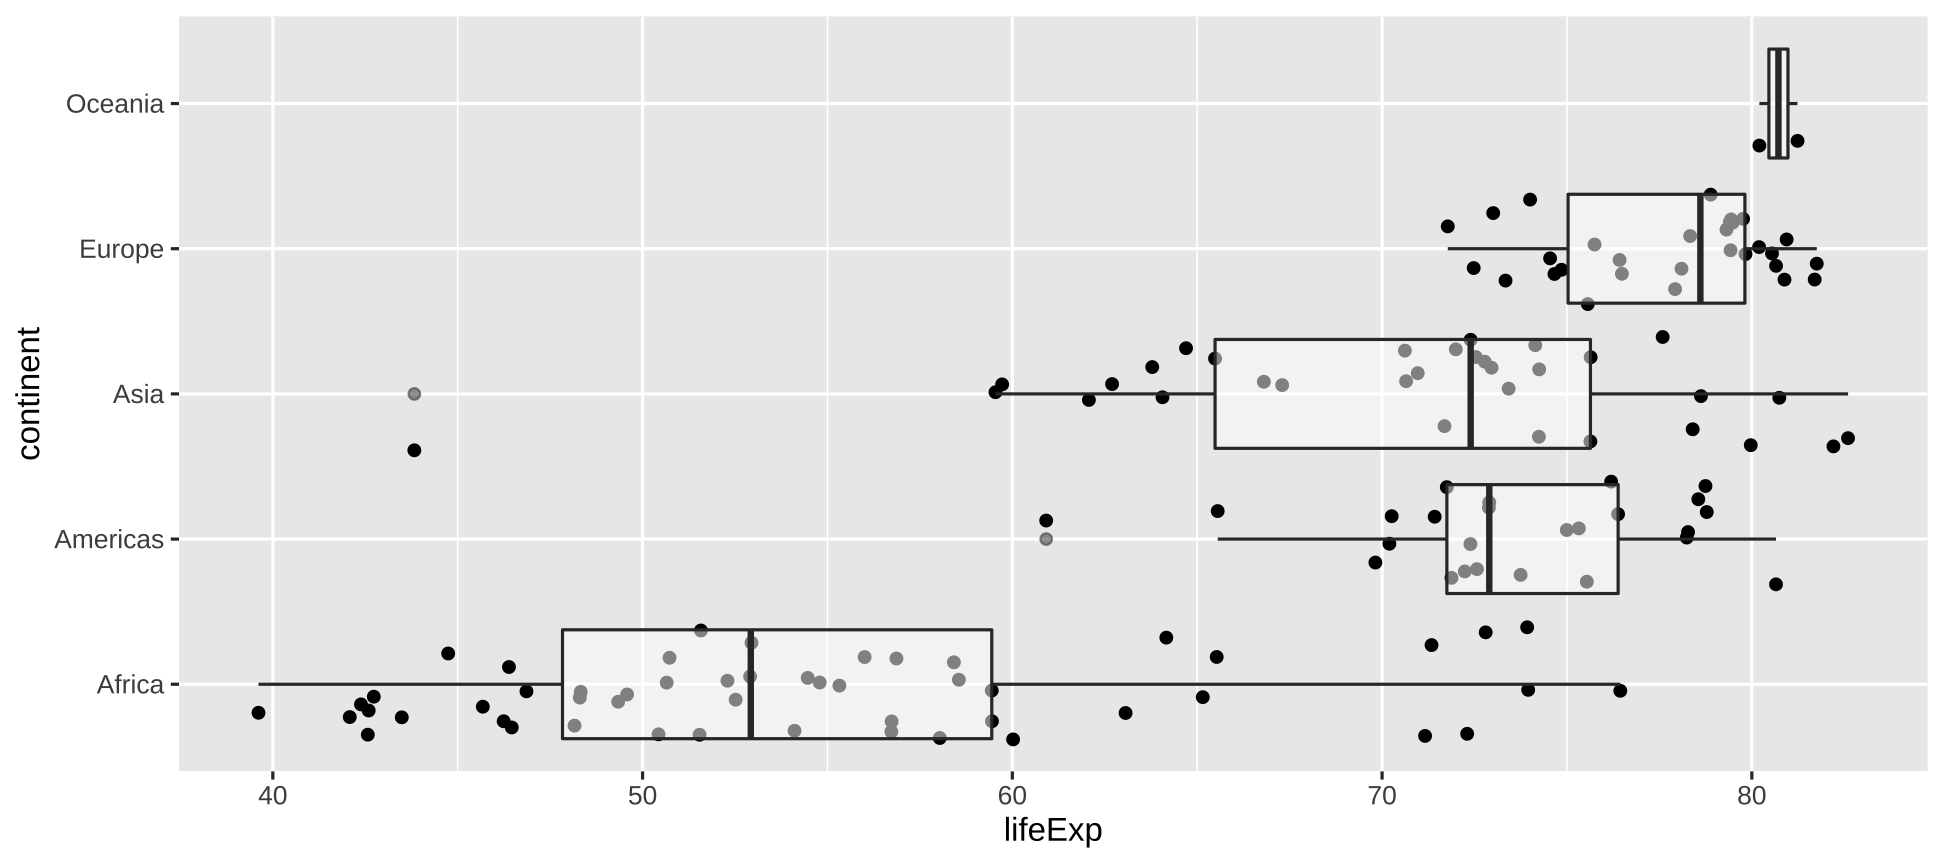 continent
Oceania
Europe
Asia
Americas
Africa
40 50 60 70 80
lifeExp